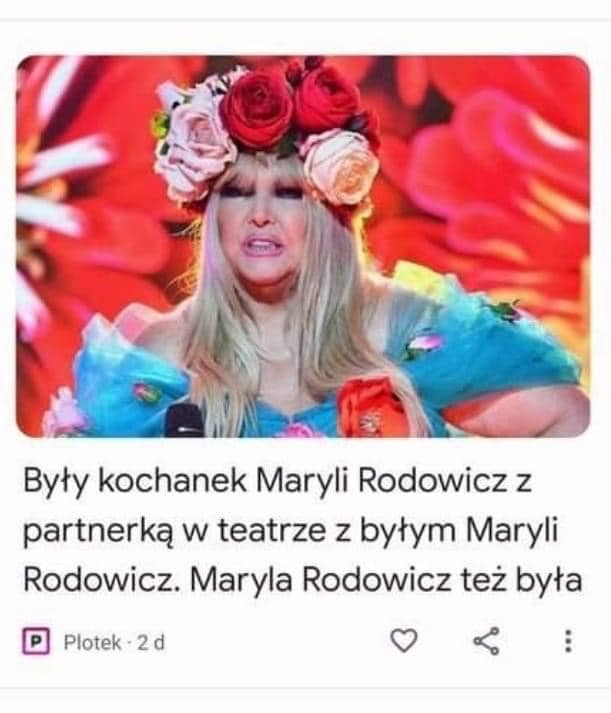 Były kochanek Maryli Rodowicz z
partnerką w teatrze z byłym Maryli
Rodowicz. Maryla Rodowicz też była
P Plotek · 2 d